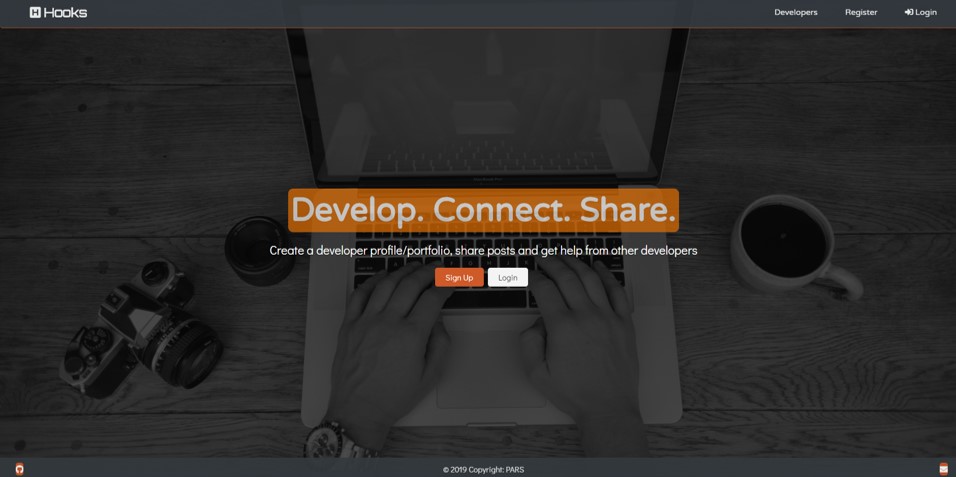 H Hooks
Developers Register Login
Develop. Connect. Share.
Create a developer profile/portfolio, share posts and get help from other developers
Sign Up Login
© 2019 Copyright: PARS